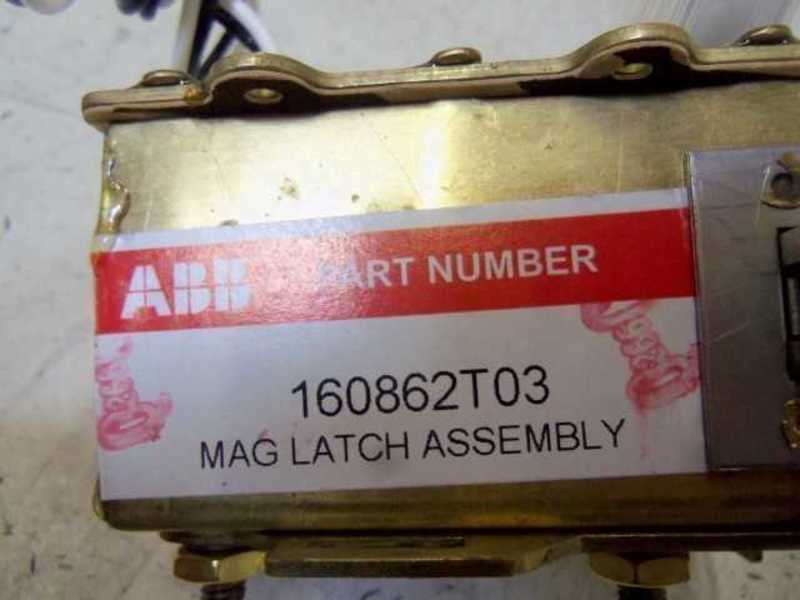 ABB PART NUMBER
160862T03
MAG LATCH ASSEMBLY